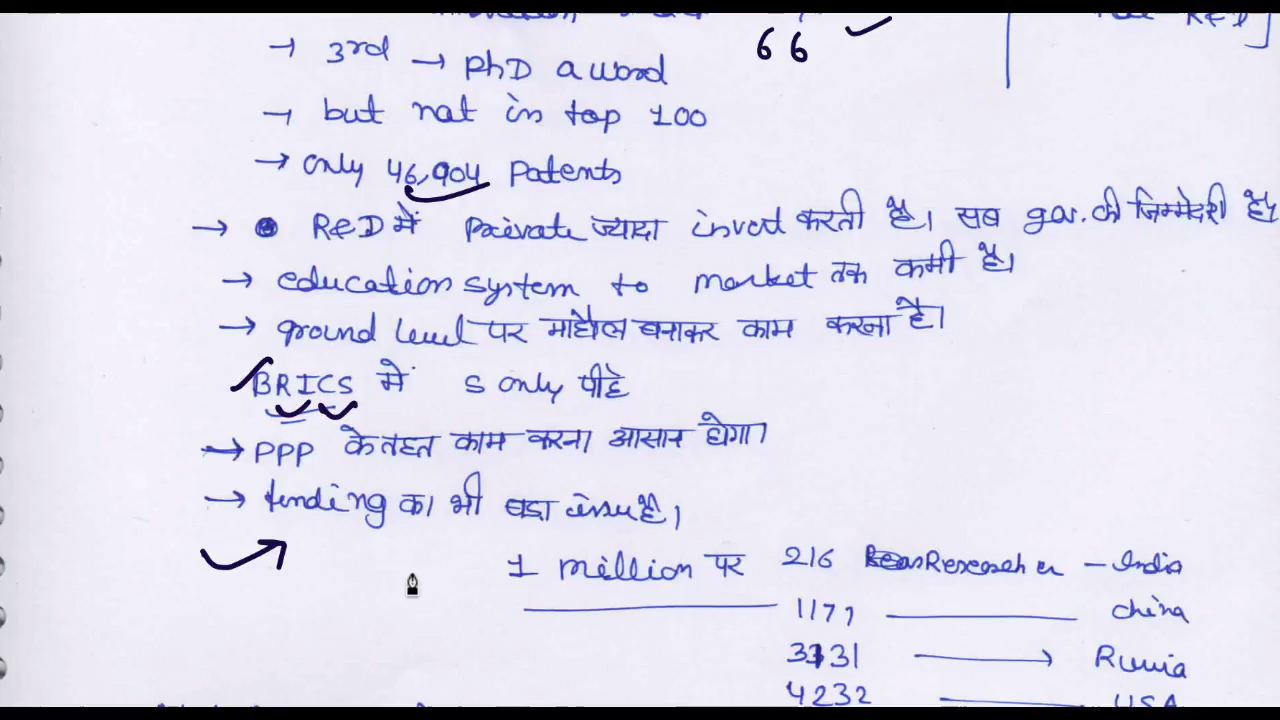 66
R&D]
→ 3rd → PhD award
→ but not in top 100
→ only 46,904 Patents
→ R&D में Private ज्यादा invest करती है। सब gov. की जिम्मेदरी है।
→ education system to market तक कमी है।
→ ground level पर माहौल बनाकर काम करना है।
BRICS में S only पीछे
→ PPP के तहत काम करना आसान होगा।
→ funding का भी बड़ा issue है।
1 million पर 216 Researcher - India
1177 China
3331 → Russia
4232 USA